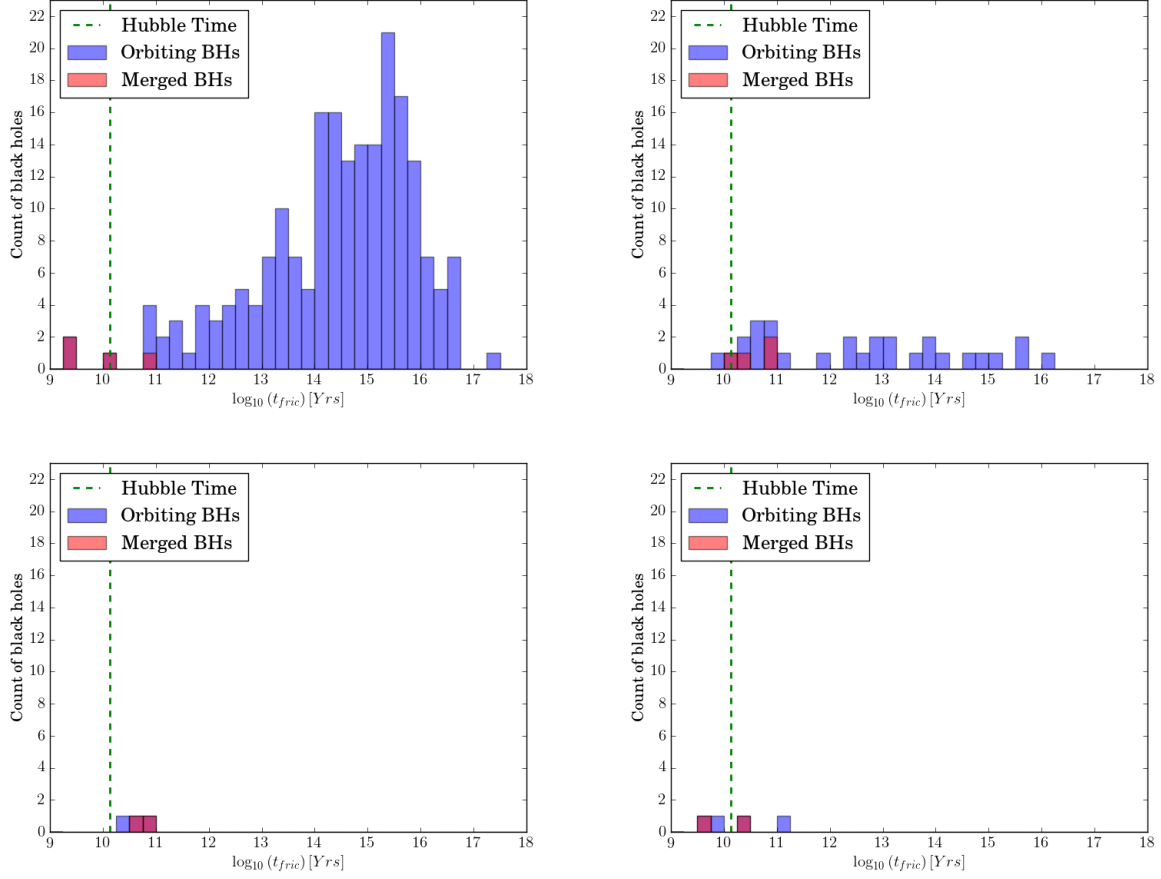 22
20
18
16
14
12
10
8
6
4
2
0
Count of black holes
Hubble Time
Orbiting BHs
Merged BHs
9 10 11 12 13 14 15 16 17 18
log10 (tfric) [Yrs]
22
20
18
16
14
12
10
8
6
4
2
0
Count of black holes
Hubble Time
Orbiting BHs
Merged BHs
9 10 11 12 13 14 15 16 17 18
log10 (tfric) [Yrs]
22
20
18
16
14
12
10
8
6
4
2
0
Count of black holes
Hubble Time
Orbiting BHs
Merged BHs
9 10 11 12 13 14 15 16 17 18
log10 (tfric) [Yrs]
22
20
18
16
14
12
10
8
6
4
2
0
Count of black holes
Hubble Time
Orbiting BHs
Merged BHs
9 10 11 12 13 14 15 16 17 18
log10 (tfric) [Yrs]